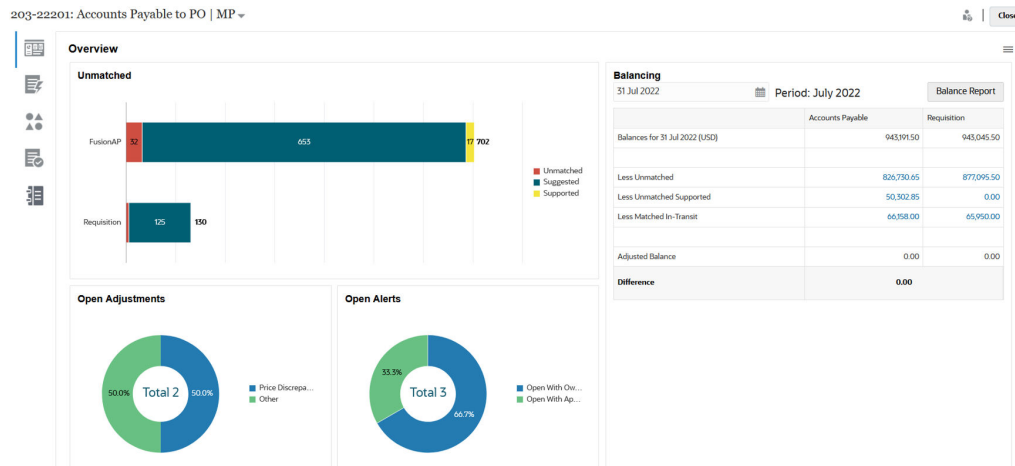 203-22201: Accounts Payable to PO | MP
Close
Overview
Unmatched
FusionAP
32
653
17 702
Requisition
125
130
Unmatched
Suggested
Supported
Balancing
31 Jul 2022
Period: July 2022
Balance Report
Accounts Payable Requisition
Balances for 31 Jul 2022 (USD) 943,191.50 943,045.50
Less Unmatched 826,730.65 877,095.50
Less Unmatched Supported 50,302.85 0.00
Less Matched In-Transit 66,158.00 65,950.00
Adjusted Balance 0.00 0.00
Difference 0.00
Open Adjustments
50.0%
Total 2
50.0%
Price Discrepa...
Other
Open Alerts
33.3%
Total 3
66.7%
Open With Ow...
Open With Ap...